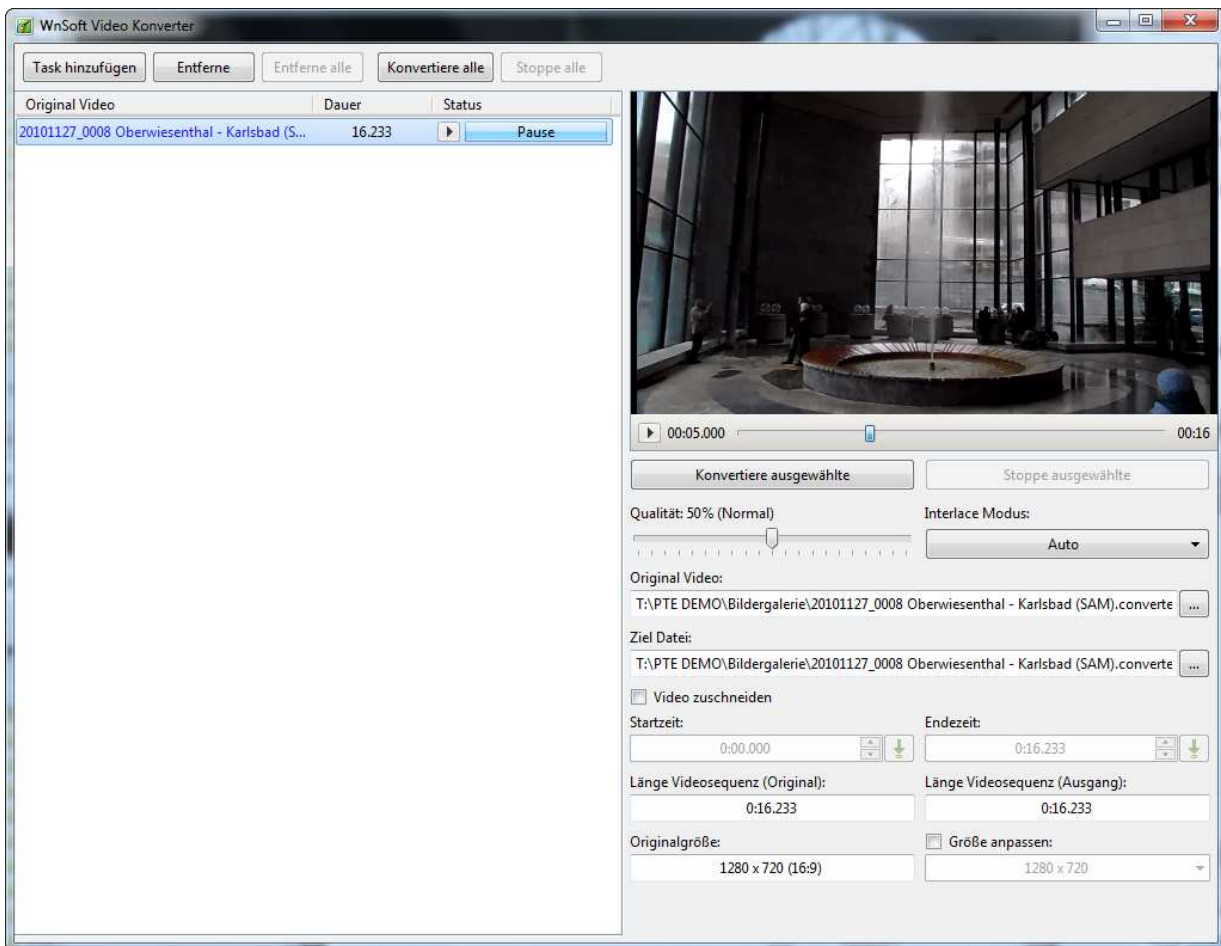 WnSoft Video Konverter
Task hinzufügen Entferne Entferne alle Konvertiere alle Stoppe alle
Original Video Dauer Status
20101127_0008 Oberwiesenthal - Karlsbad (S... 16.233 Pause
00:05.000 00:16
Konvertiere ausgewählte Stoppe ausgewählte
Qualität: 50% (Normal) Interlace Modus:
Auto
Original Video:
T:\PTE DEMO\Bildergalerie\20101127_0008 Oberwiesenthal - Karlsbad (SAM).converte ...
Ziel Datei:
T:\PTE DEMO\Bildergalerie\20101127_0008 Oberwiesenthal - Karlsbad (SAM).converte ...
Video zuschneiden
Startzeit: Endezeit:
0:00.000 0:16.233
Länge Videosequenz (Original): Länge Videosequenz (Ausgang):
0:16.233 0:16.233
Originalgröße: Größe anpassen:
1280 x 720 (16:9) 1280 x 720